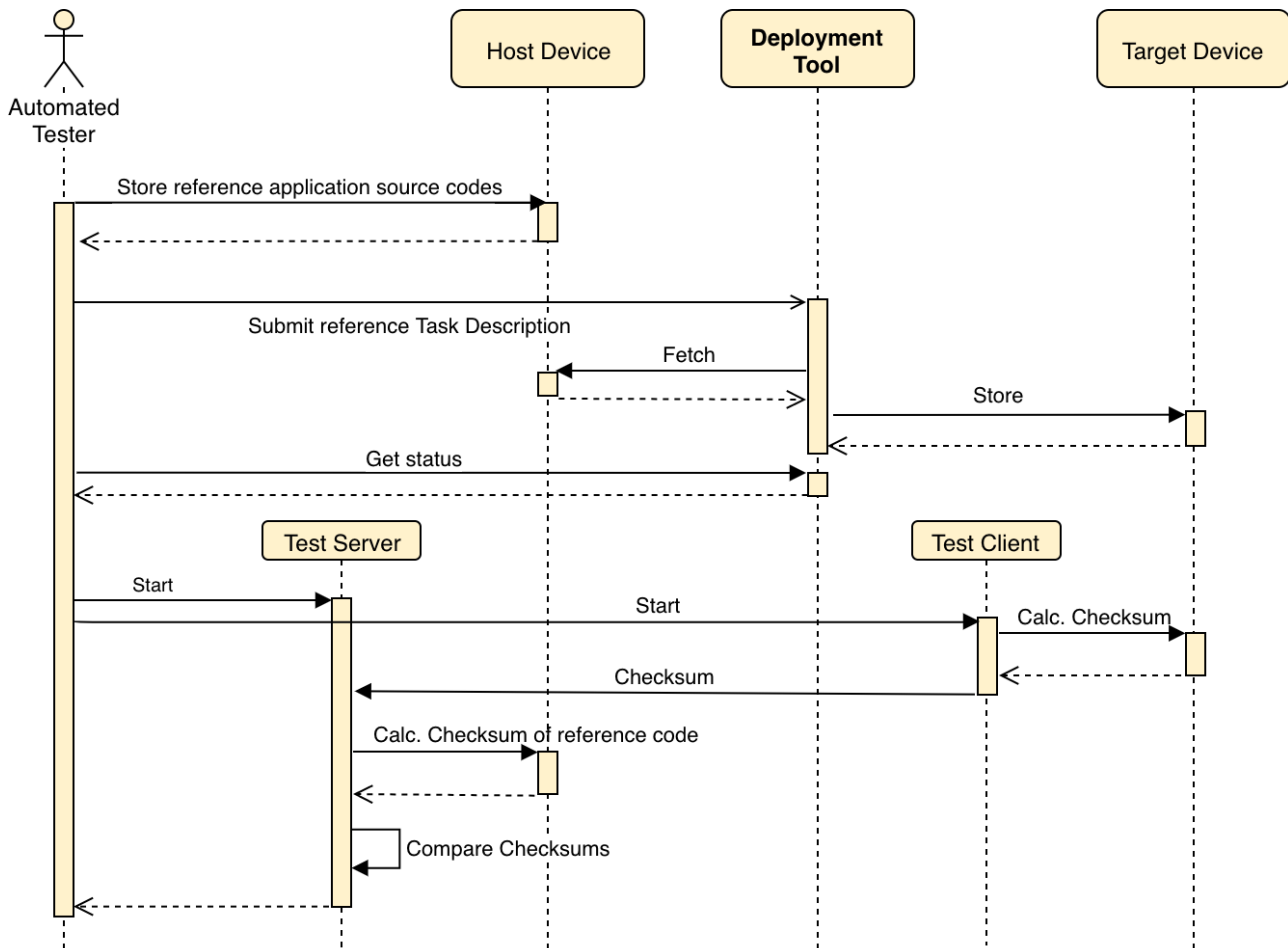 Automated
Tester
Host Device
Deployment
Tool
Target Device
Store reference application source codes
Submit reference Task Description
Fetch
Store
Get status
Test Server
Test Client
Start
Start
Calc. Checksum
Checksum
Calc. Checksum of reference code
Compare Checksums